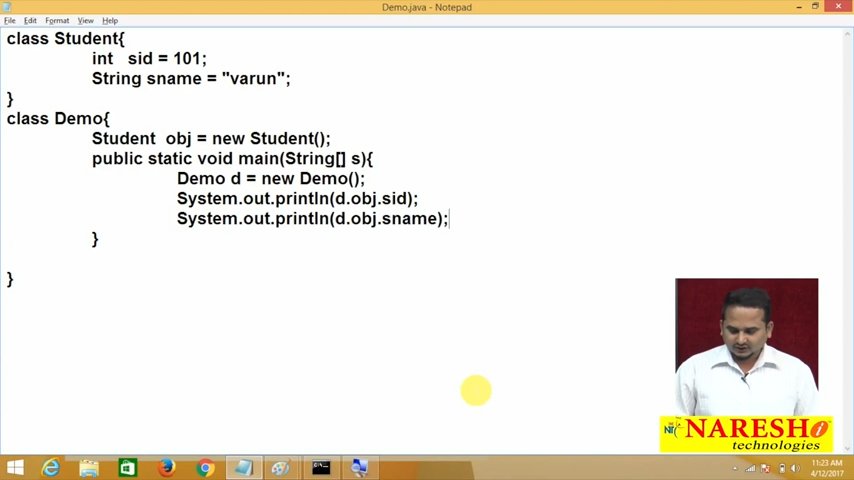 Demo.java - Notepad
File Edit Format View Help
class Student{
int sid = 101;
String sname = "varun";
}
class Demo{
Student obj = new Student();
public static void main(String[] s){
Demo d = new Demo();
System.out.println(d.obj.sid);
System.out.println(d.obj.sname);
}
}
NARESH i
technologies
11:23 AM
4/12/2017